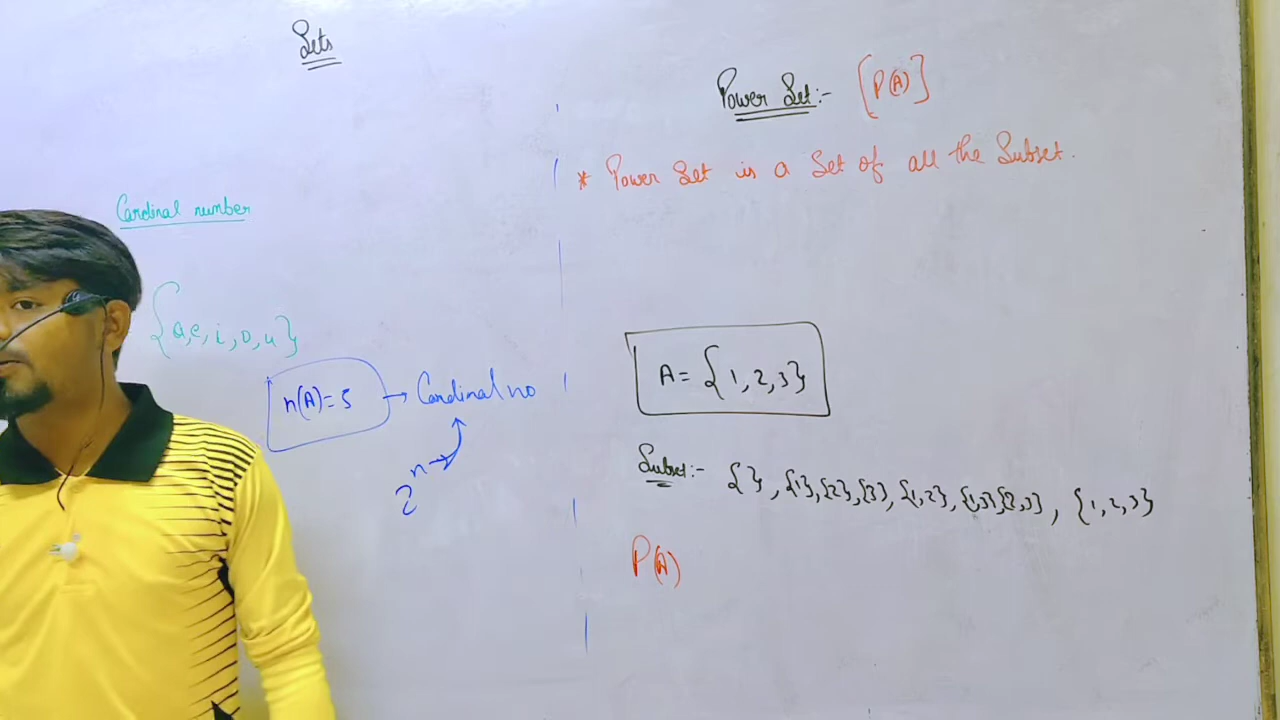 Sets
Cardinal number
{a,e,i,o,u}
n(A)=5 → Cardinal no
2ⁿ→
Power Set:- [P(A)]
* Power Set is a Set of all the Subset.
A= {1,2,3}
Subset:- { }, {1},{2},{3}, {1,2}, {1,3}{2,3}, {1,2,3}
P(A)